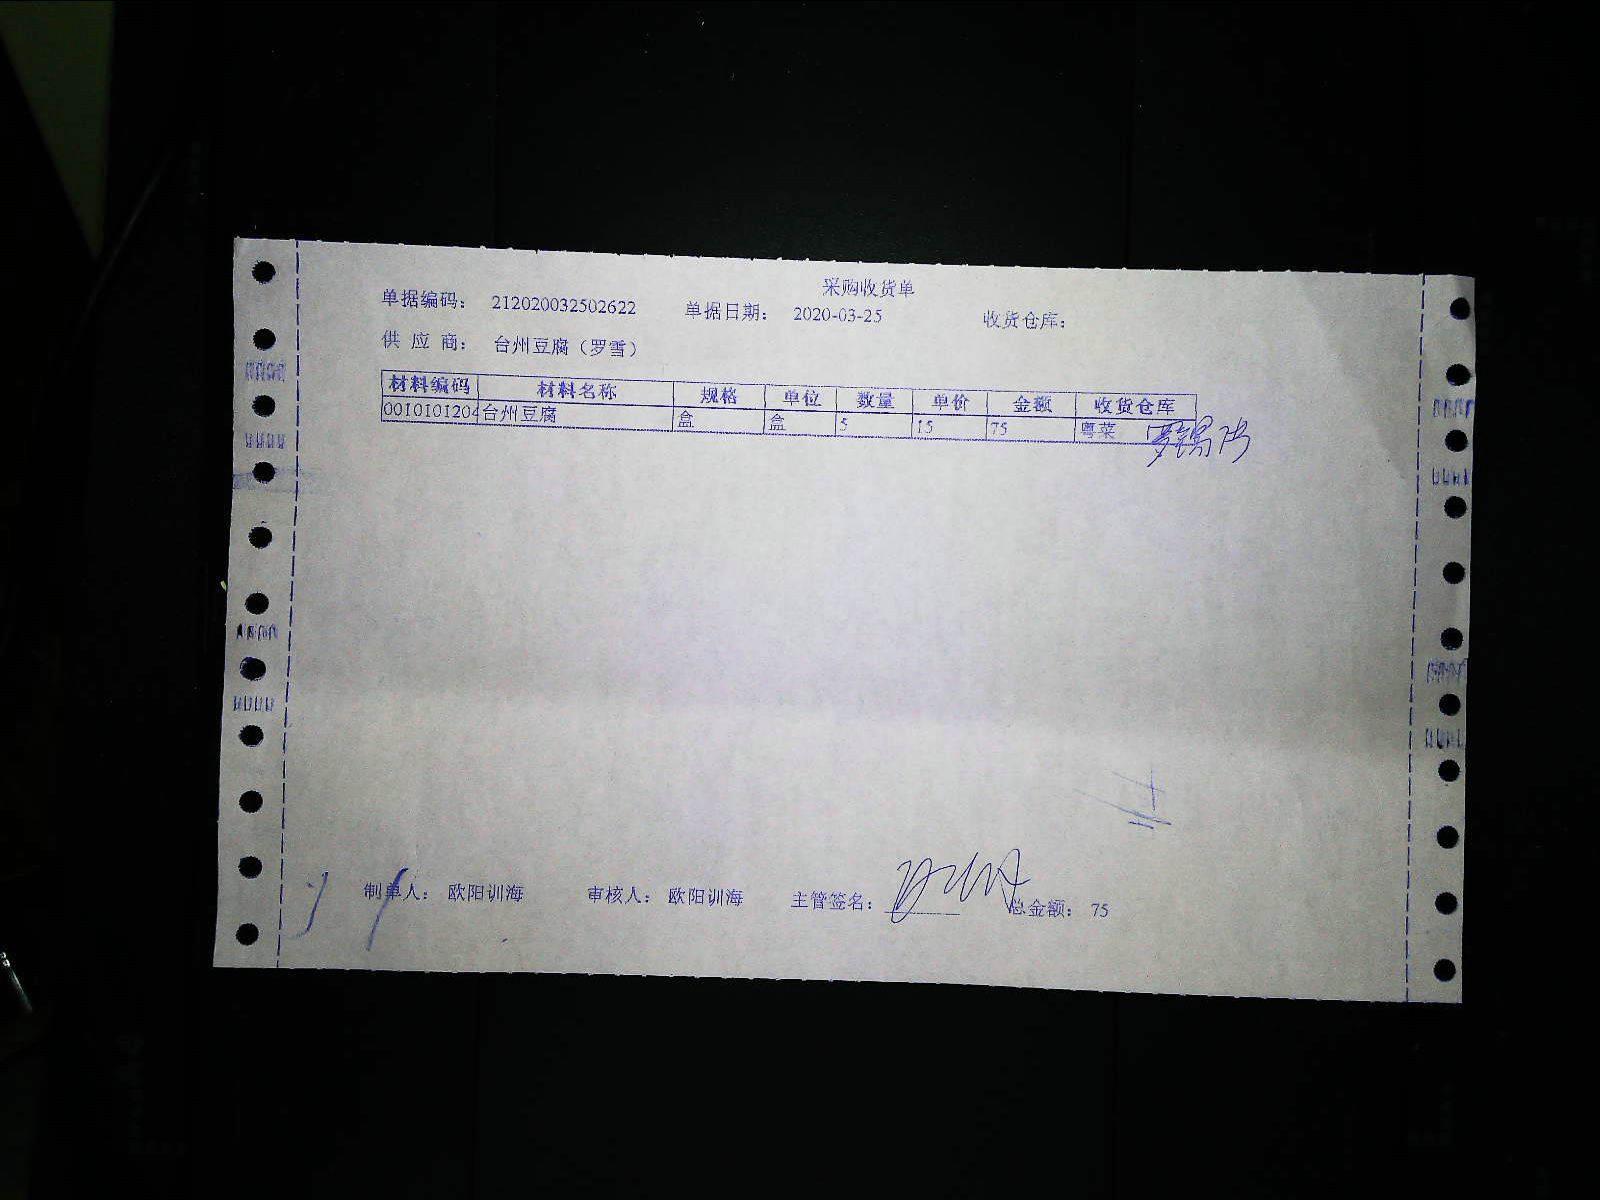 采购收货单
单据编码： 212020032502622 单据日期： 2020-03-25 收货仓库：
供 应 商： 台州豆腐（罗雪）
材料编码 材料名称 规格 单位 数量 单价 金额 收货仓库
0010101204 台州豆腐 盒 盒 5 15 75 粤菜
制单人： 欧阳训海 审核人： 欧阳训海 主管签名： 总金额： 75